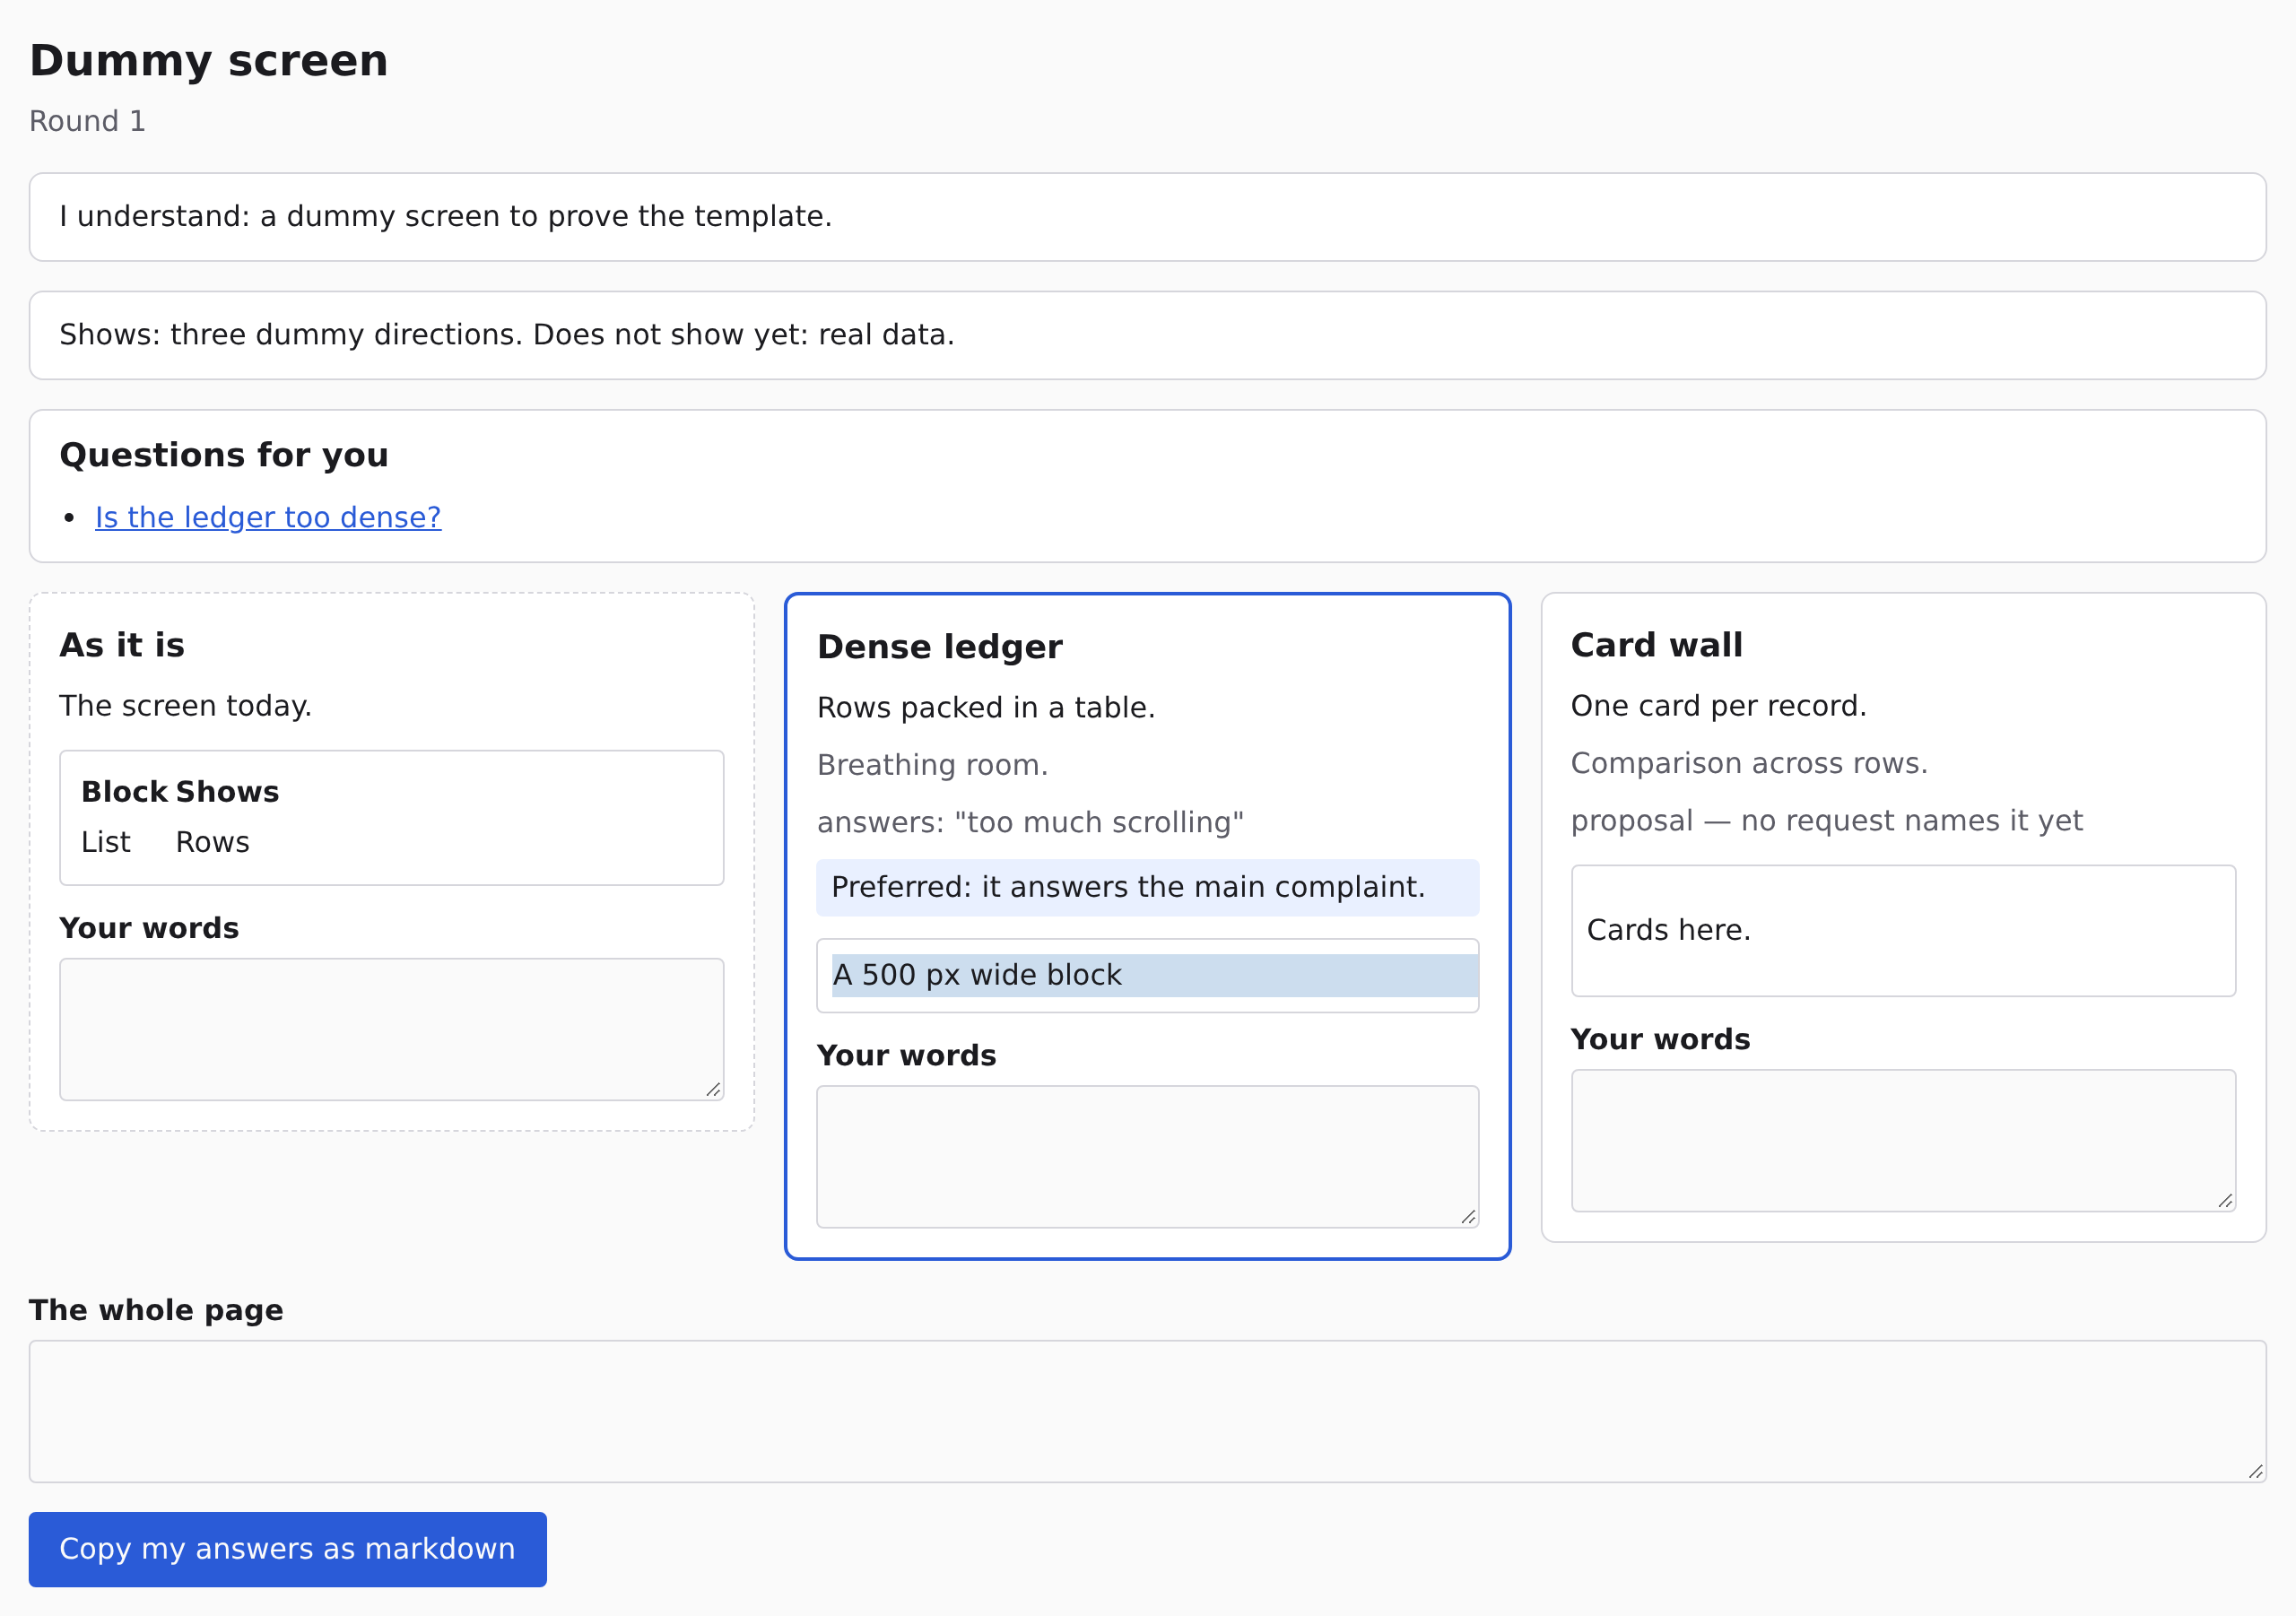 Dummy screen
Round 1
I understand: a dummy screen to prove the template.
Shows: three dummy directions. Does not show yet: real data.
Questions for you
• Is the ledger too dense?
As it is
The screen today.
Block Shows
List Rows
Your words
Dense ledger
Rows packed in a table.
Breathing room.
answers: "too much scrolling"
Preferred: it answers the main complaint.
A 500 px wide block
Your words
Card wall
One card per record.
Comparison across rows.
proposal — no request names it yet
Cards here.
Your words
The whole page
Copy my answers as markdown